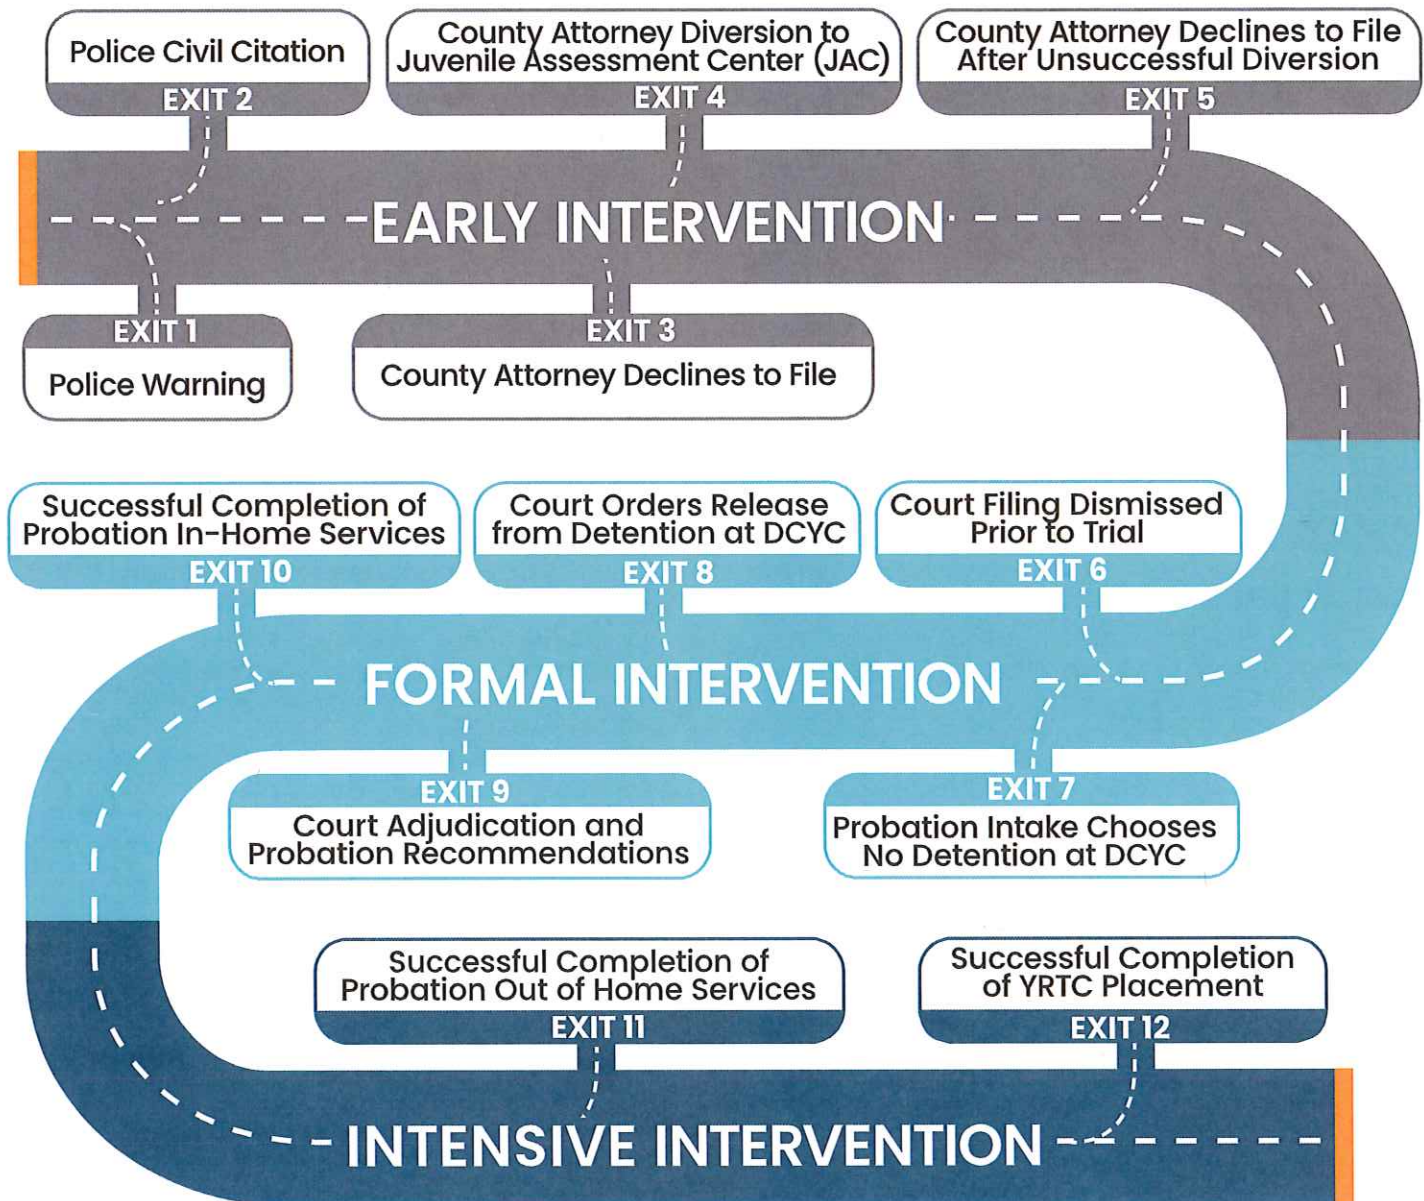 Police Civil Citation
EXIT 2
County Attorney Diversion to
Juvenile Assessment Center (JAC)
EXIT 4
County Attorney Declines to File
After Unsuccessful Diversion
EXIT 5
EARLY INTERVENTION
EXIT 1
Police Warning
EXIT 3
County Attorney Declines to File
Successful Completion of
Probation In-Home Services
EXIT 10
Court Orders Release
from Detention at DCYC
EXIT 8
Court Filing Dismissed
Prior to Trial
EXIT 6
FORMAL INTERVENTION
EXIT 9
Court Adjudication and
Probation Recommendations
EXIT 7
Probation Intake Chooses
No Detention at DCYC
Successful Completion of
Probation Out of Home Services
EXIT 11
Successful Completion
of YRTC Placement
EXIT 12
INTENSIVE INTERVENTION